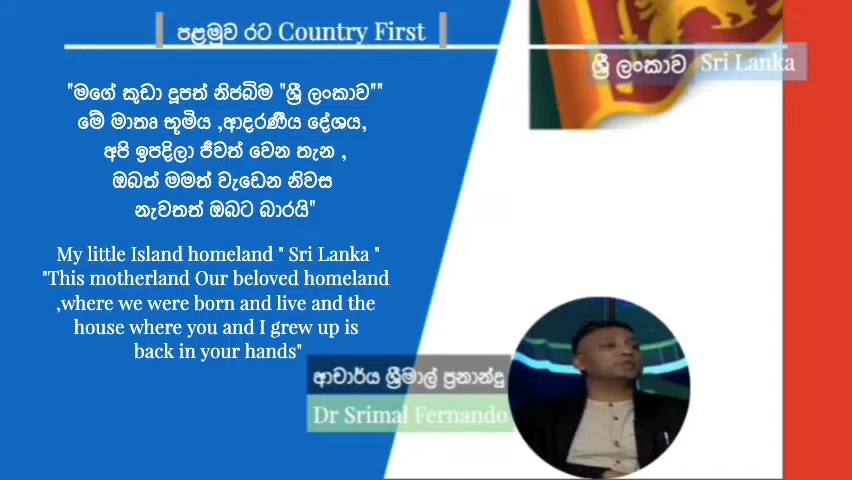 පළමුව රට Country First
ශ්‍රී ලංකාව Sri Lanka
"මගේ කුඩා දූපත් නිජබිම "ශ්‍රී ලංකාව""
මේ මාතෘ භූමිය ,ආදරණීය දේශය,
අපි ඉපදිලා ජීවත් වෙන තැන ,
ඔබත් මමත් වැඩෙන නිවස
නැවතත් ඔබට බාරයි"
My little Island homeland " Sri Lanka "
"This motherland Our beloved homeland
,where we were born and live and the
house where you and I grew up is
back in your hands"
ආචාර්ය ශ්‍රීමාල් ප්‍රනාන්දු
Dr Srimal Fernando